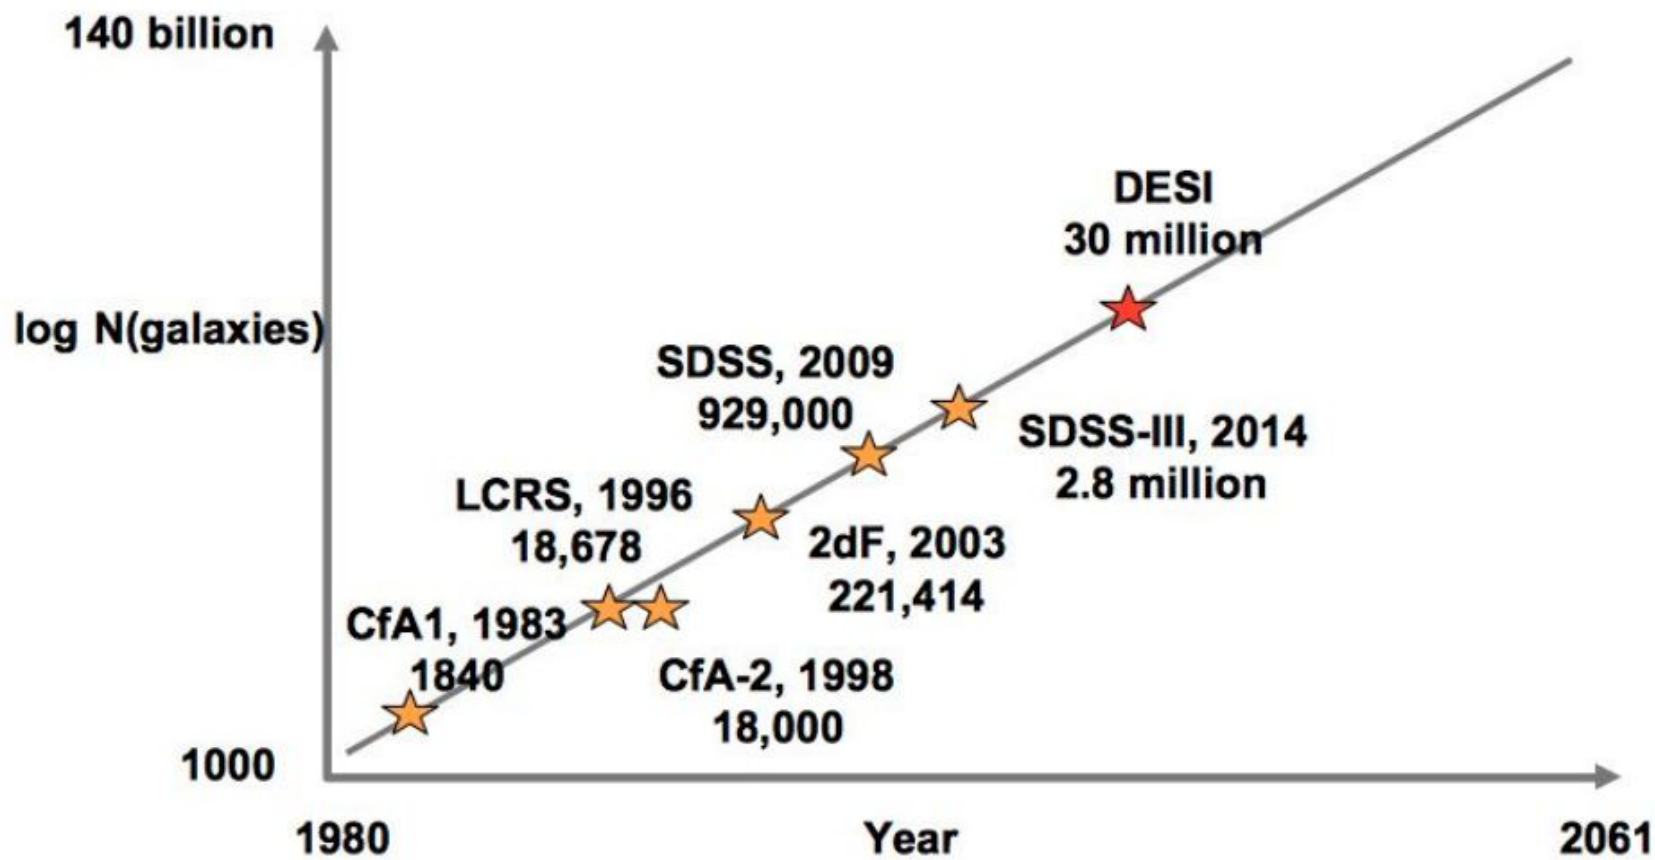 140 billion
DESI
30 million
log N(galaxies)
SDSS, 2009
929,000
SDSS-III, 2014
2.8 million
LCRS, 1996
18,678
2dF, 2003
221,414
CfA1, 1983
1840
CfA-2, 1998
18,000
1000
1980
Year
2061